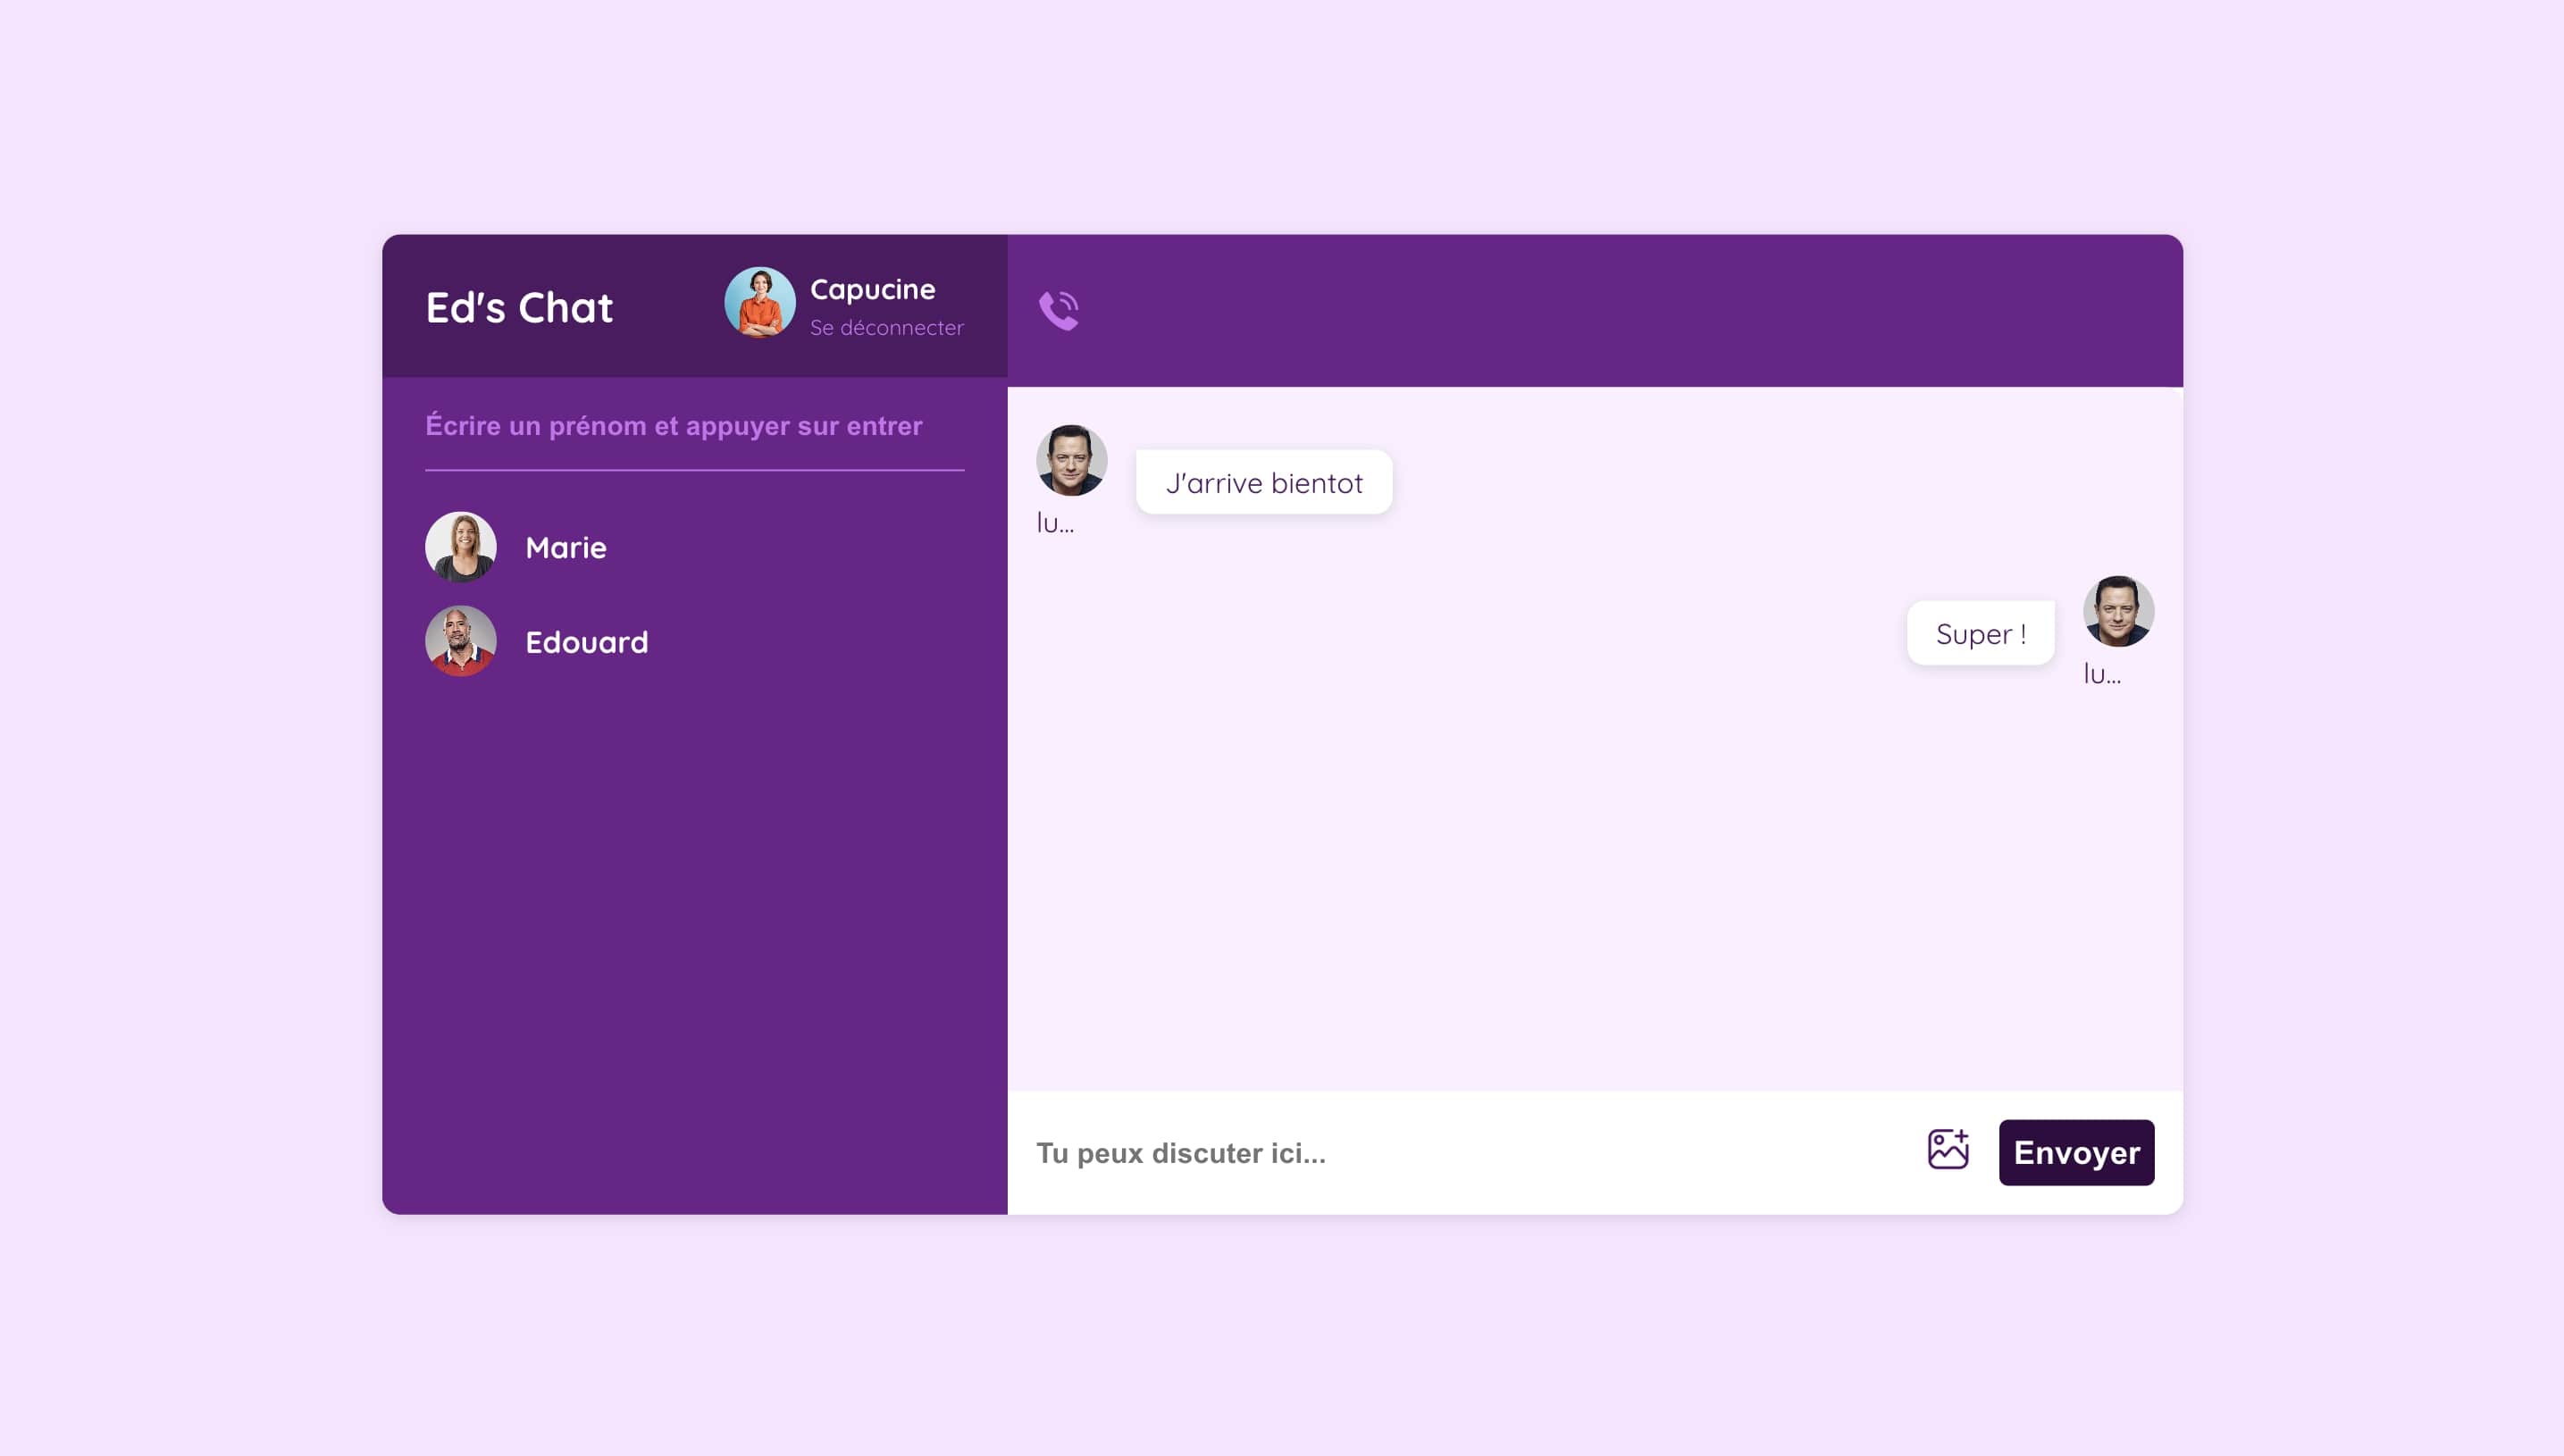 Ed's Chat
Capucine
Se déconnecter
Écrire un prénom et appuyer sur entrer
Marie
Edouard
J'arrive bientot
lu...
Super !
lu...
Tu peux discuter ici...
Envoyer